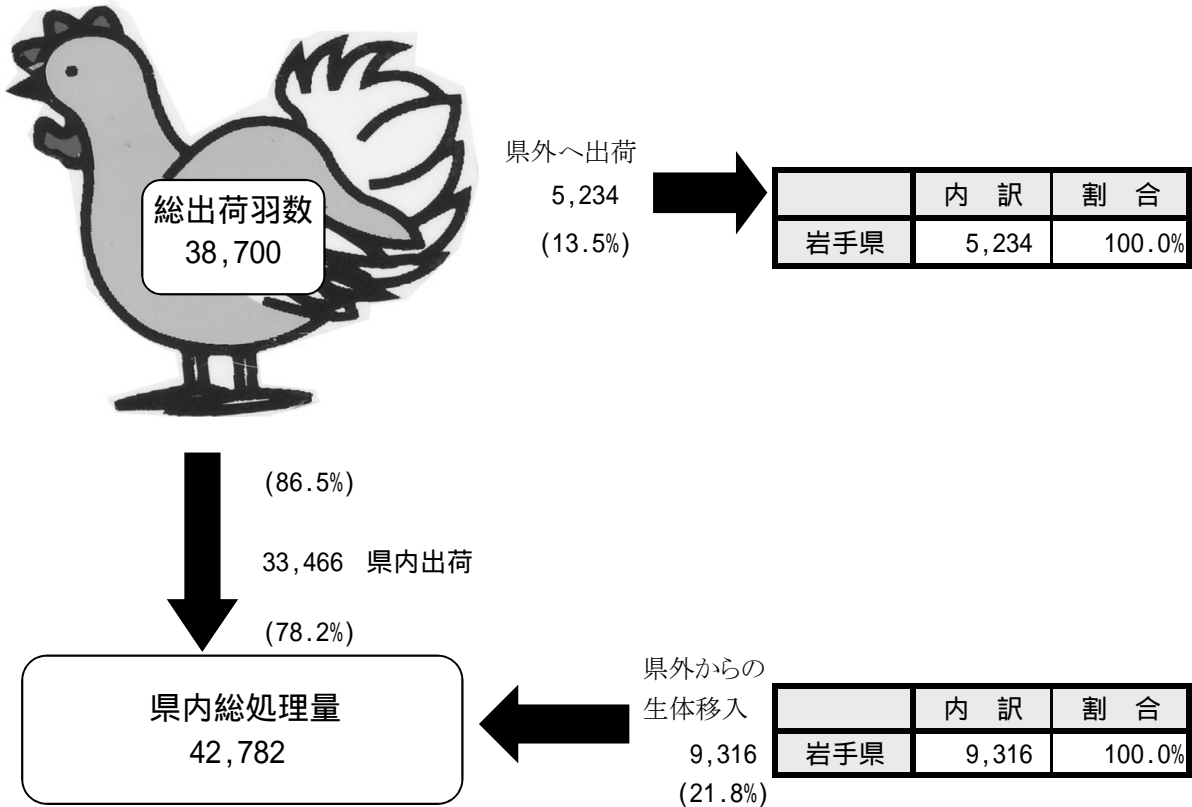 総出荷羽数
38,700
県外へ出荷
5,234
(13.5%)
内 訳 割 合
岩手県 5,234 100.0%
(86.5%)
33,466 県内出荷
(78.2%)
県内総処理量
42,782
県外からの
生体移入
9,316
(21.8%)
内 訳 割 合
岩手県 9,316 100.0%